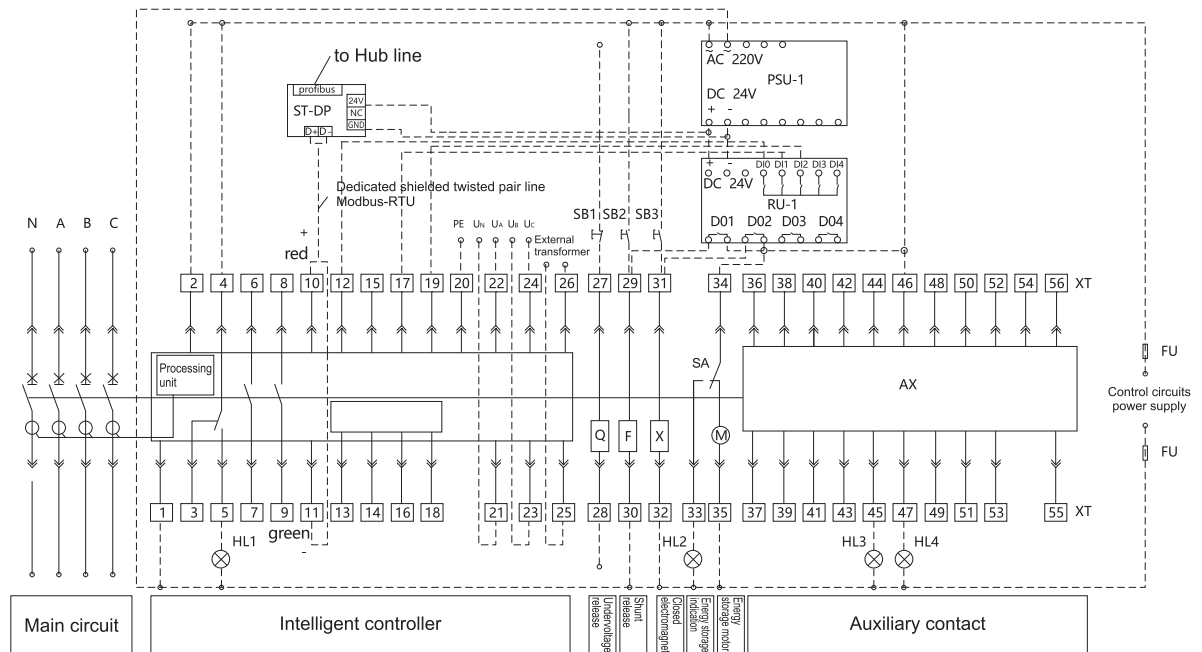 to Hub line
profibus
ST-DP
24V
NC
GND
D+ D-
AC 220V
PSU-1
DC 24V
+ -
+ - DI0 DI1 DI2 DI3 DI4
DC 24V
RU-1
D01 D02 D03 D04
Dedicated shielded twisted pair line
Modbus-RTU
SB1 SB2 SB3
N A B C
+
red
PE UN UA UB UC
External
transformer
2 4 6 8 10 12 15 17 19 20 22 24 26 27 29 31 34 36 38 40 42 44 46 48 50 52 54 56 XT
Processing
unit
SA
AX
FU
Control circuits
power supply
FU
Q F X M
1 3 5 7 9 11 13 14 16 18 21 23 25 28 30 32 33 35 37 39 41 43 45 47 49 51 53 55 XT
HL1
green
-
HL2
HL3
HL4
Main circuit
Intelligent controller
Undervoltage
release
Shunt
release
Closed
electromagnet
Energy storage
indication
Energy
storage motor
Auxiliary contact